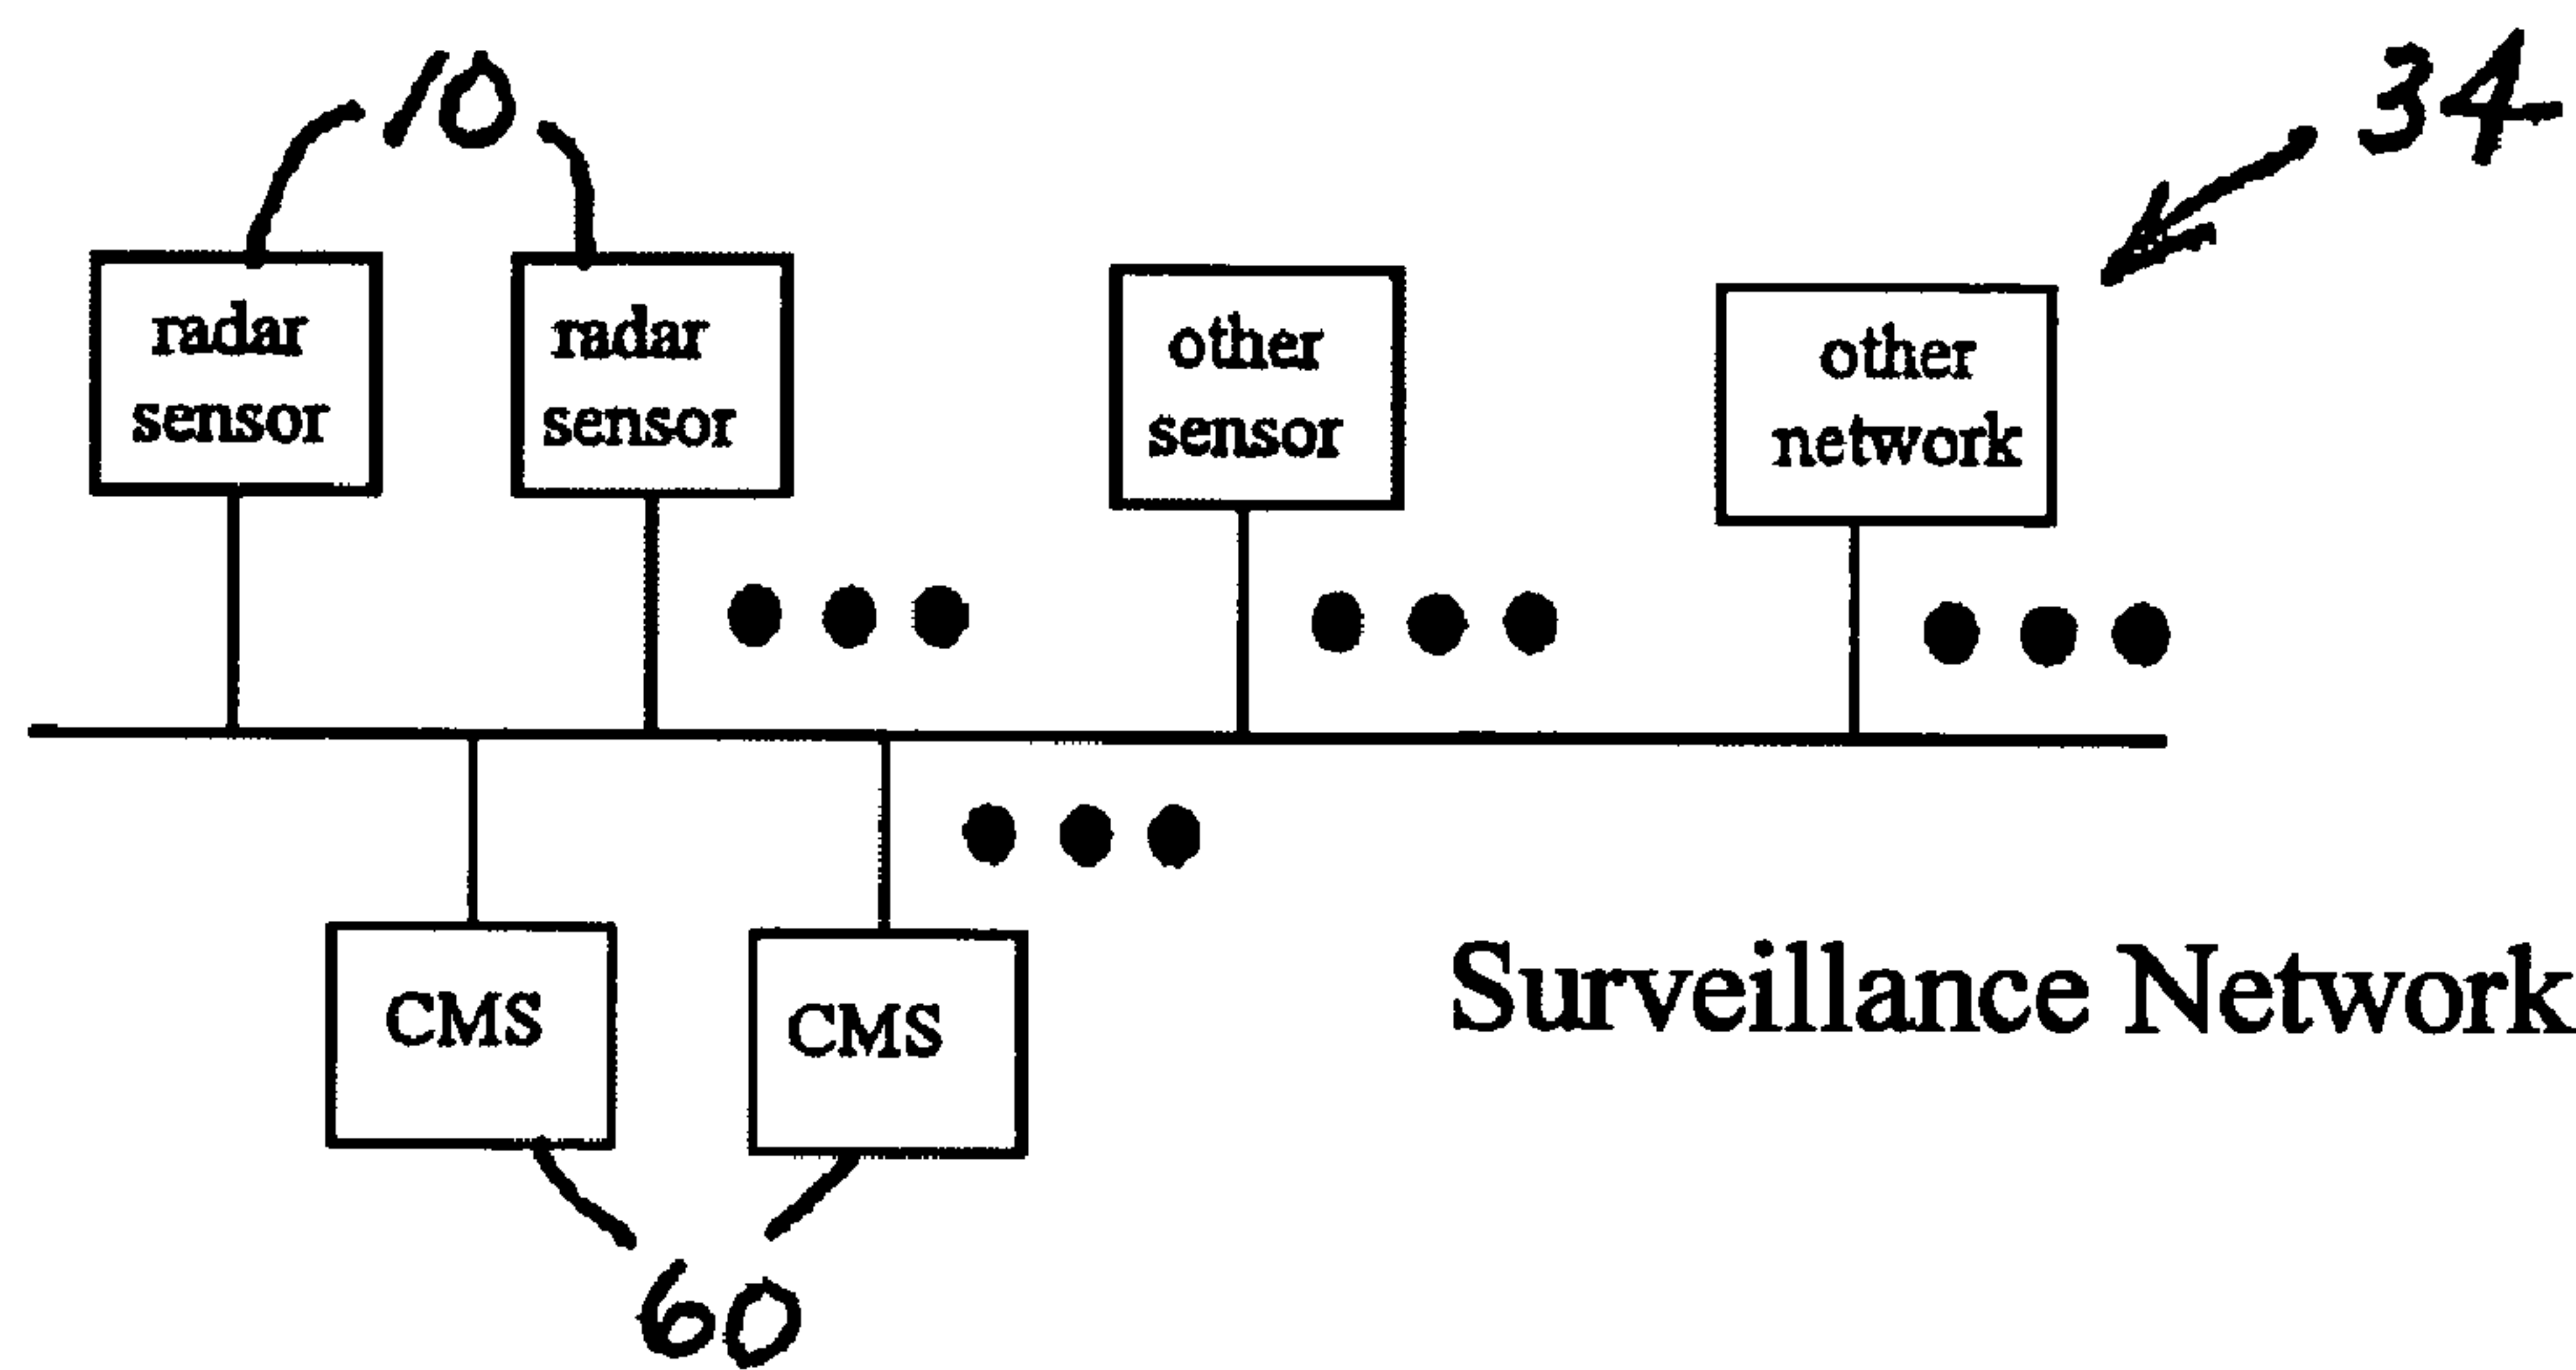 10
34
radar
sensor
radar
sensor
other
sensor
other
network
CMS
CMS
Surveillance Network
60